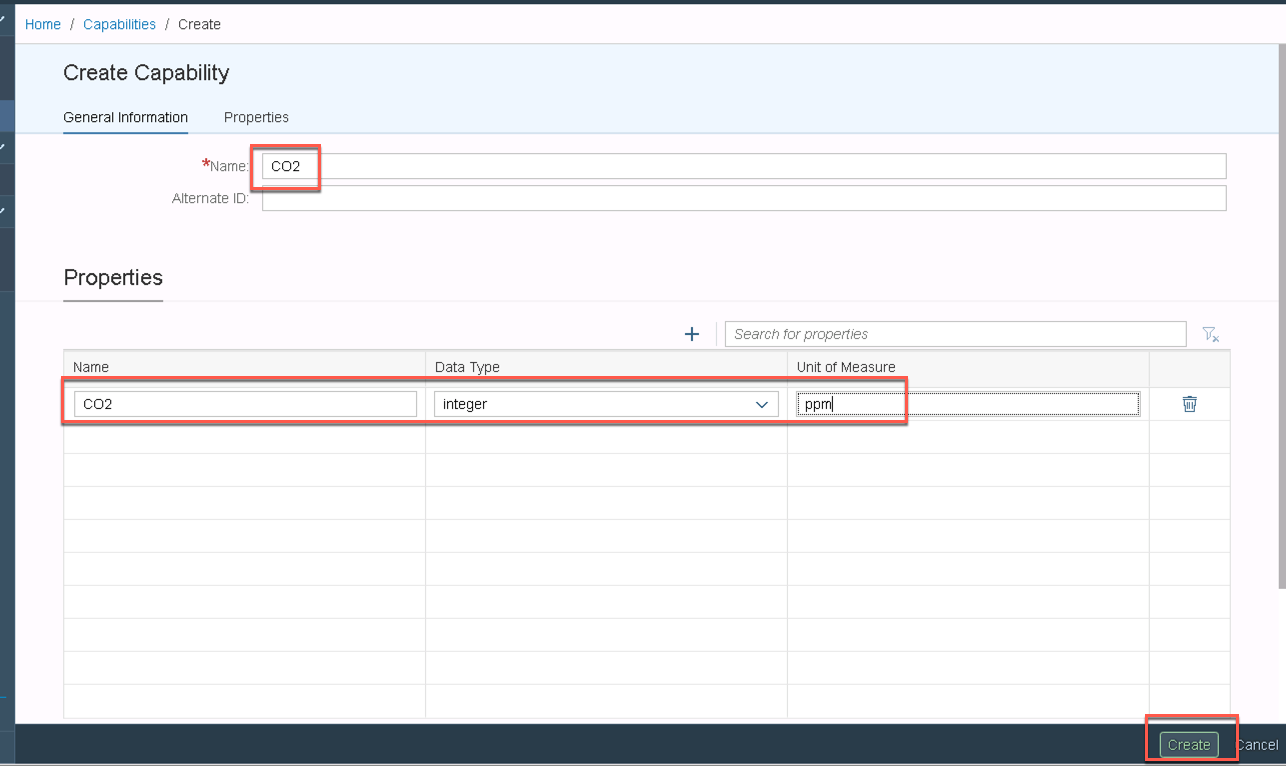 Home / Capabilities / Create
Create Capability
General Information Properties
*Name: CO2
Alternate ID:
Properties
+ Search for properties
Name Data Type Unit of Measure
CO2 integer ppm
Create Cancel